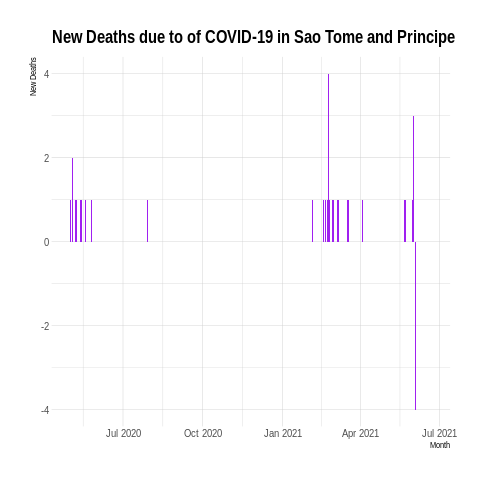 New Deaths due to of COVID-19 in Sao Tome and Principe
New Deaths
4
2
0
-2
-4
Jul 2020 Oct 2020 Jan 2021 Apr 2021 Jul 2021
Month